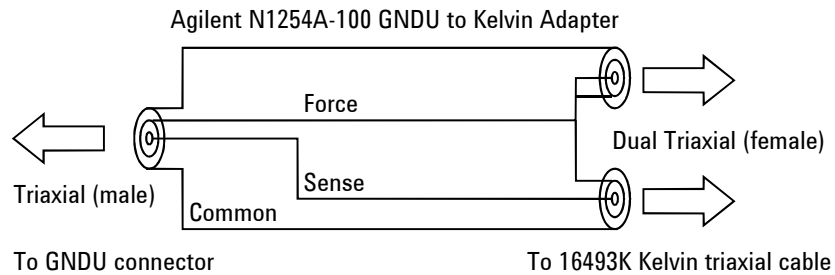 Agilent N1254A-100 GNDU to Kelvin Adapter
Force
Dual Triaxial (female)
Sense
Triaxial (male)
Common
To GNDU connector
To 16493K Kelvin triaxial cable